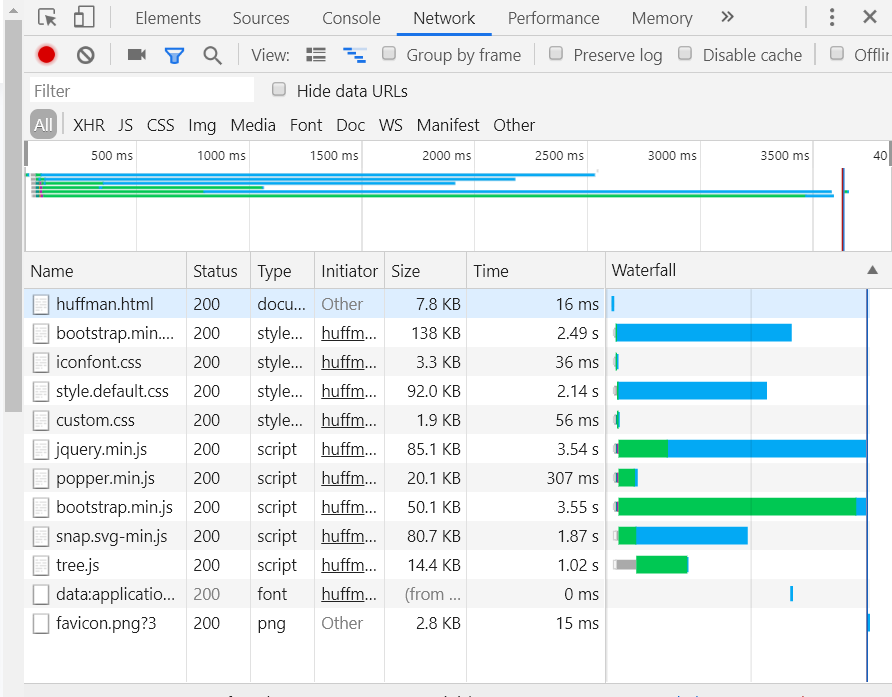 Elements Sources Console Network Performance Memory »
View: Group by frame Preserve log Disable cache Offlin
Filter Hide data URLs
All XHR JS CSS Img Media Font Doc WS Manifest Other
500 ms 1000 ms 1500 ms 2000 ms 2500 ms 3000 ms 3500 ms 40
Name Status Type Initiator Size Time Waterfall
huffman.html 200 docu... Other 7.8 KB 16 ms
bootstrap.min.... 200 style... huffm... 138 KB 2.49 s
iconfont.css 200 style... huffm... 3.3 KB 36 ms
style.default.css 200 style... huffm... 92.0 KB 2.14 s
custom.css 200 style... huffm... 1.9 KB 56 ms
jquery.min.js 200 script huffm... 85.1 KB 3.54 s
popper.min.js 200 script huffm... 20.1 KB 307 ms
bootstrap.min.js 200 script huffm... 50.1 KB 3.55 s
snap.svg-min.js 200 script huffm... 80.7 KB 1.87 s
tree.js 200 script huffm... 14.4 KB 1.02 s
data:applicatio... 200 font huffm... (from ... 0 ms
favicon.png?3 200 png Other 2.8 KB 15 ms